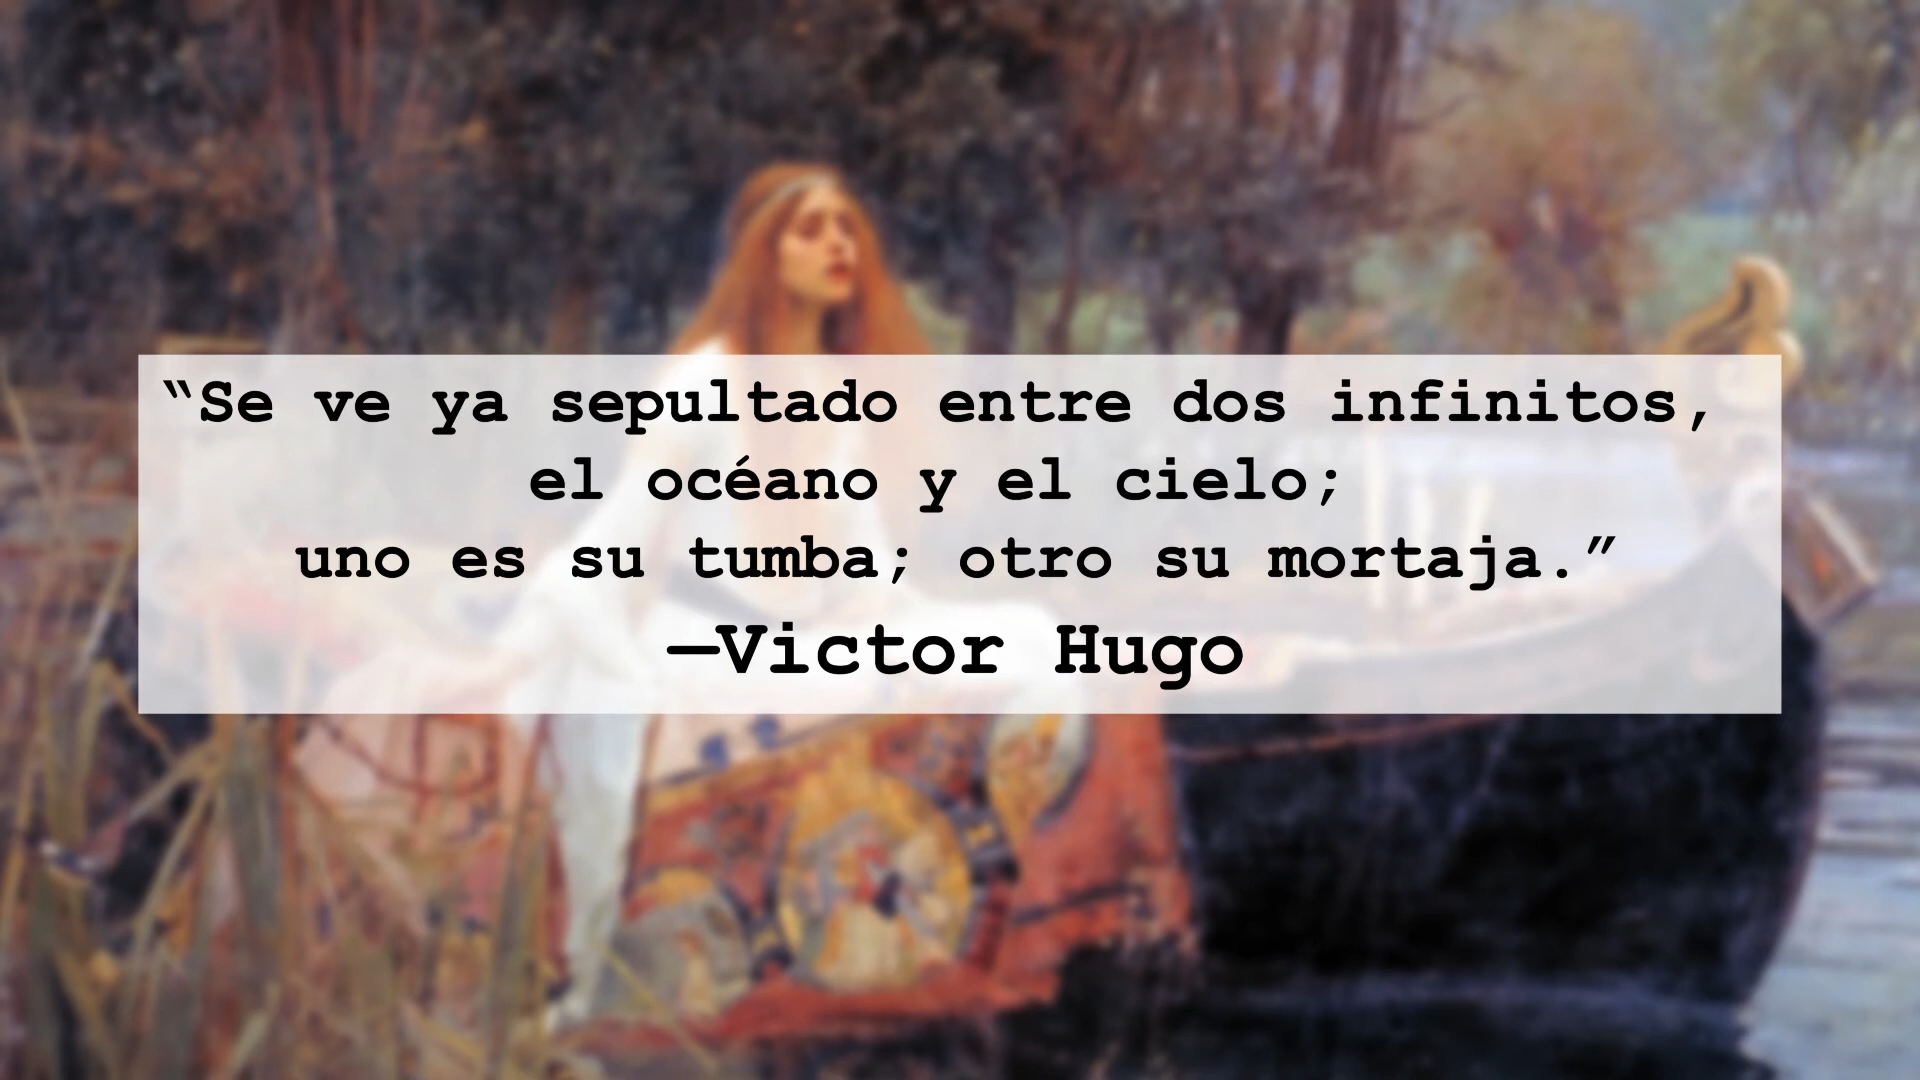 “Se ve ya sepultado entre dos infinitos,
el océano y el cielo;
uno es su tumba; otro su mortaja.”
—Victor Hugo